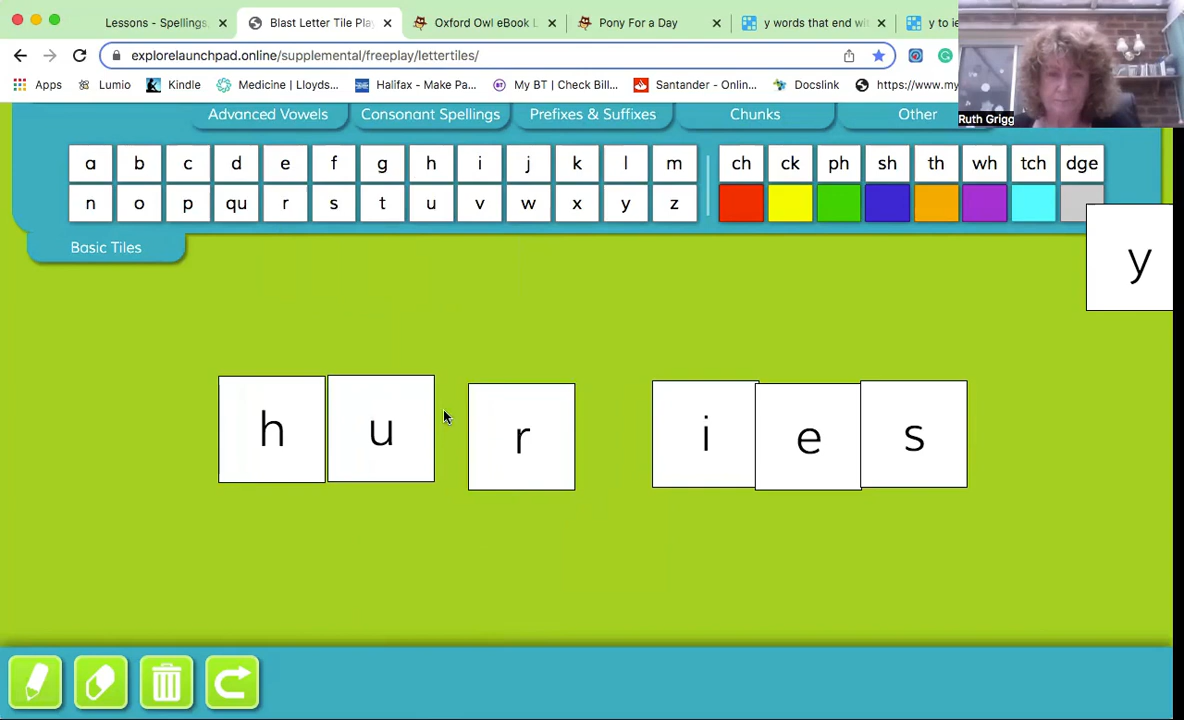 Lessons - Spellings,
Blast Letter Tile Play
Oxford Owl eBook L
Pony For a Day
y words that end wi
y to ie
explorelaunchpad.online/supplemental/freeplay/lettertiles/
Apps
Lumio
Kindle
Medicine | Lloyds...
Halifax - Make Pa...
My BT | Check Bill...
Santander - Onlin...
Docslink
https://www.my
Ruth Grigg
Advanced Vowels
Consonant Spellings
Prefixes & Suffixes
Chunks
Other
a b c d e f g h i j k l m ch ck ph sh th wh tch dge
n o p qu r s t u v w x y z
Basic Tiles
y
h u r i e s